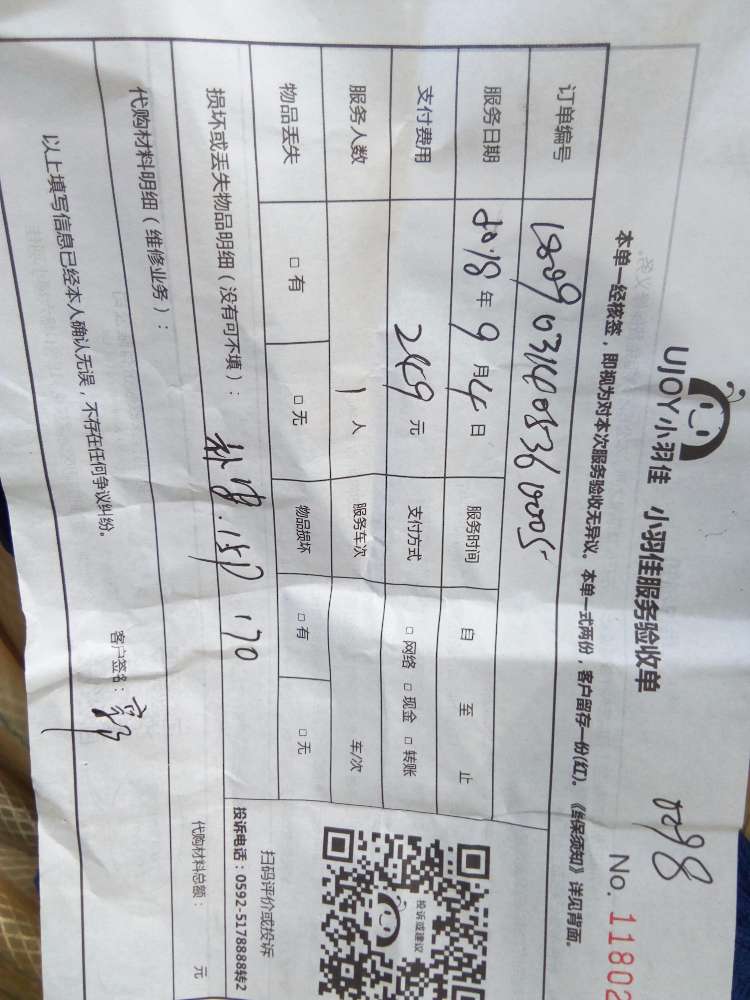 UJOY小羽佳 小羽佳服务验收单
No. 11802
本单一经核签，即视为对本次服务验收无异议。本单一式两份，客户留存一份(红)。《维保须知》详见背面。
订单编号
服务日期 2018年9月4日 服务时间 自 至 止
支付费用 249元 支付方式 □网络 □现金 □转账
服务人数 1人 服务车次 车/次
物品丢失 □有 □无 物品损坏 □有 □无
损坏或丢失物品明细（没有可不填）： 170
代购材料明细（维修业务）：
代购材料总额： 元
以上填写信息已经本人确认无误，不存在任何争议纠纷。
客户签名：
投诉或建议
扫码评价或投诉
投诉电话：0592-5178888转2